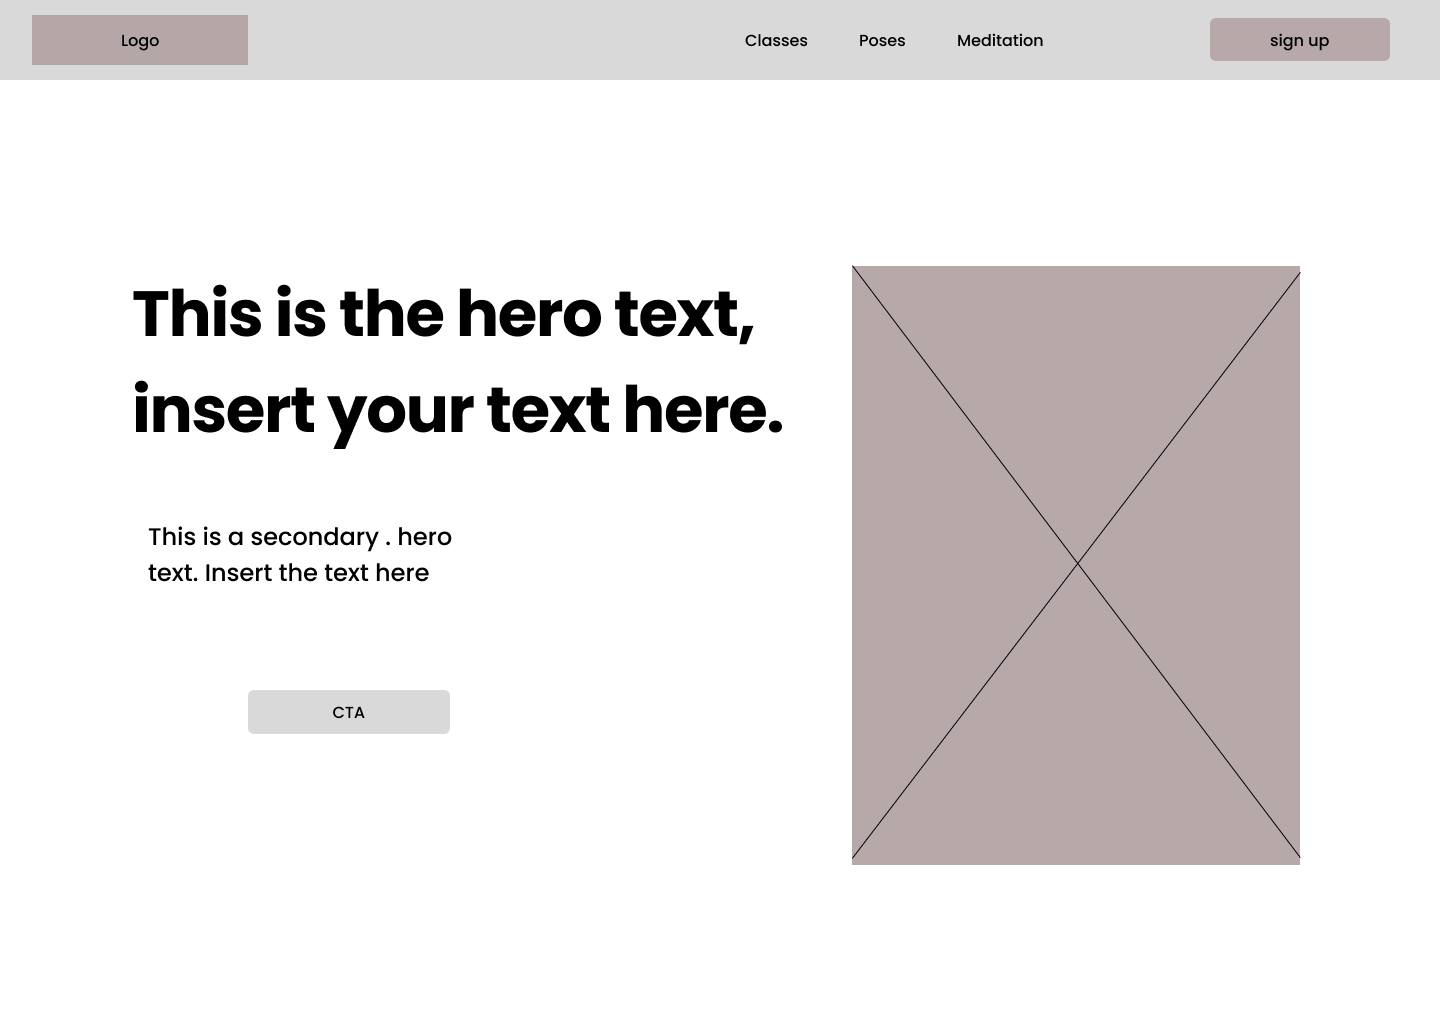 Logo
Classes
Poses
Meditation
sign up
This is the hero text,
insert your text here.
This is a secondary . hero
text. Insert the text here
CTA